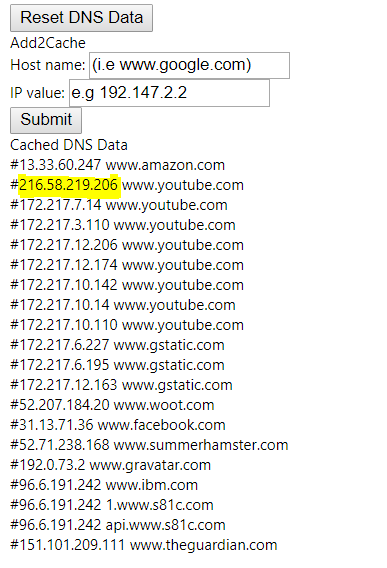 Reset DNS Data
Add2Cache
Host name: (i.e www.google.com)
IP value: e.g 192.147.2.2
Submit
Cached DNS Data
#13.33.60.247 www.amazon.com
#216.58.219.206 www.youtube.com
#172.217.7.14 www.youtube.com
#172.217.3.110 www.youtube.com
#172.217.12.206 www.youtube.com
#172.217.12.174 www.youtube.com
#172.217.10.142 www.youtube.com
#172.217.10.14 www.youtube.com
#172.217.10.110 www.youtube.com
#172.217.6.227 www.gstatic.com
#172.217.6.195 www.gstatic.com
#172.217.12.163 www.gstatic.com
#52.207.184.20 www.woot.com
#31.13.71.36 www.facebook.com
#52.71.238.168 www.summerhamster.com
#192.0.73.2 www.gravatar.com
#96.6.191.242 www.ibm.com
#96.6.191.242 1.www.s81c.com
#96.6.191.242 api.www.s81c.com
#151.101.209.111 www.theguardian.com